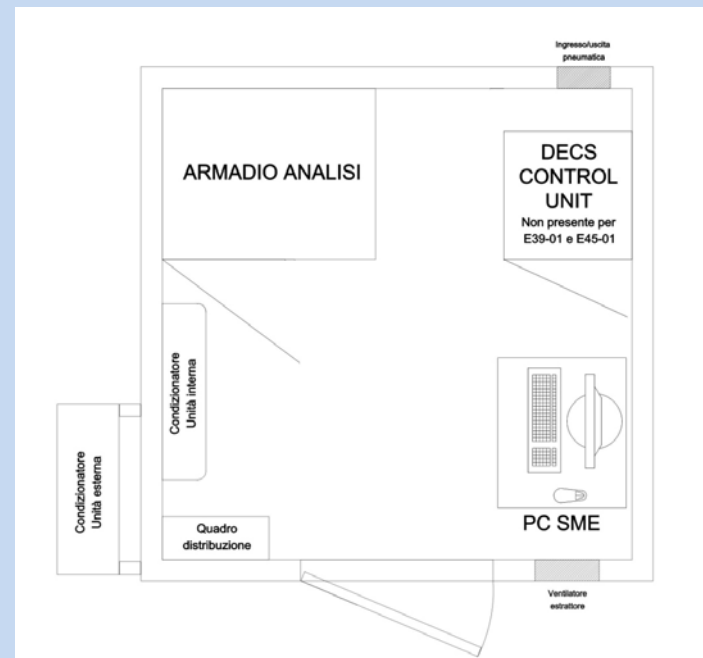 Ingresso/uscita
pneumatica
ARMADIO ANALISI
DECS
CONTROL
UNIT
Non presente per
E39-01 e E45-01
Condizionatore
Unità interna
Condizionatore
Unità esterna
Quadro
distribuzione
PC SME
Ventilatore
estrattore